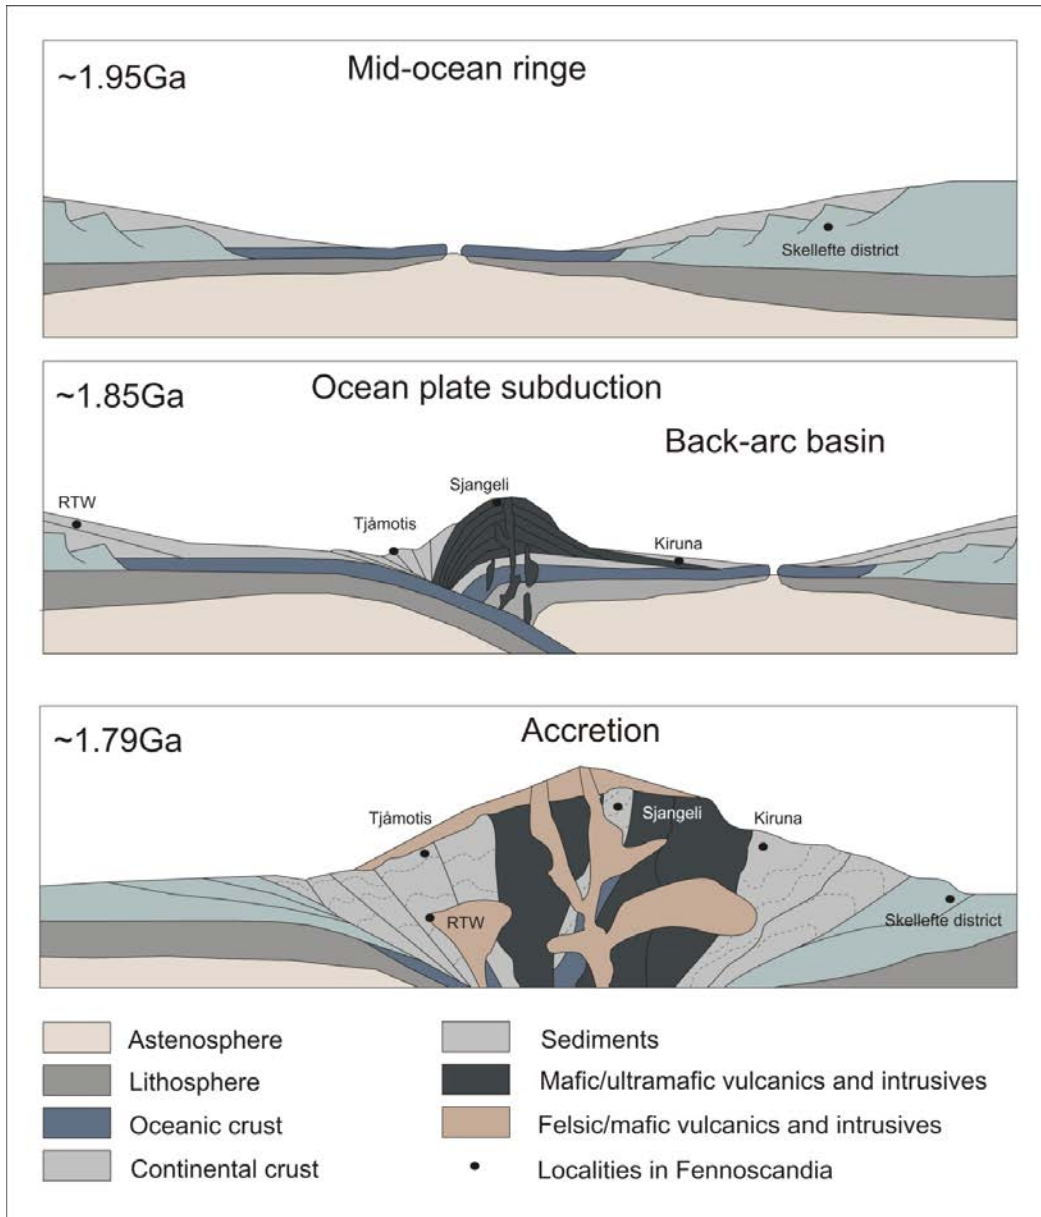 ~1.95Ga
Mid-ocean ringe
Skellefte district
~1.85Ga
Ocean plate subduction
Back-arc basin
Sjangeli
RTW
Tjåmotis
Kiruna
~1.79Ga
Accretion
Tjåmotis
Sjangeli
Kiruna
RTW
Skellefte district
Astenosphere
Sediments
Lithosphere
Mafic/ultramafic vulcanics and intrusives
Oceanic crust
Felsic/mafic vulcanics and intrusives
Continental crust
Localities in Fennoscandia